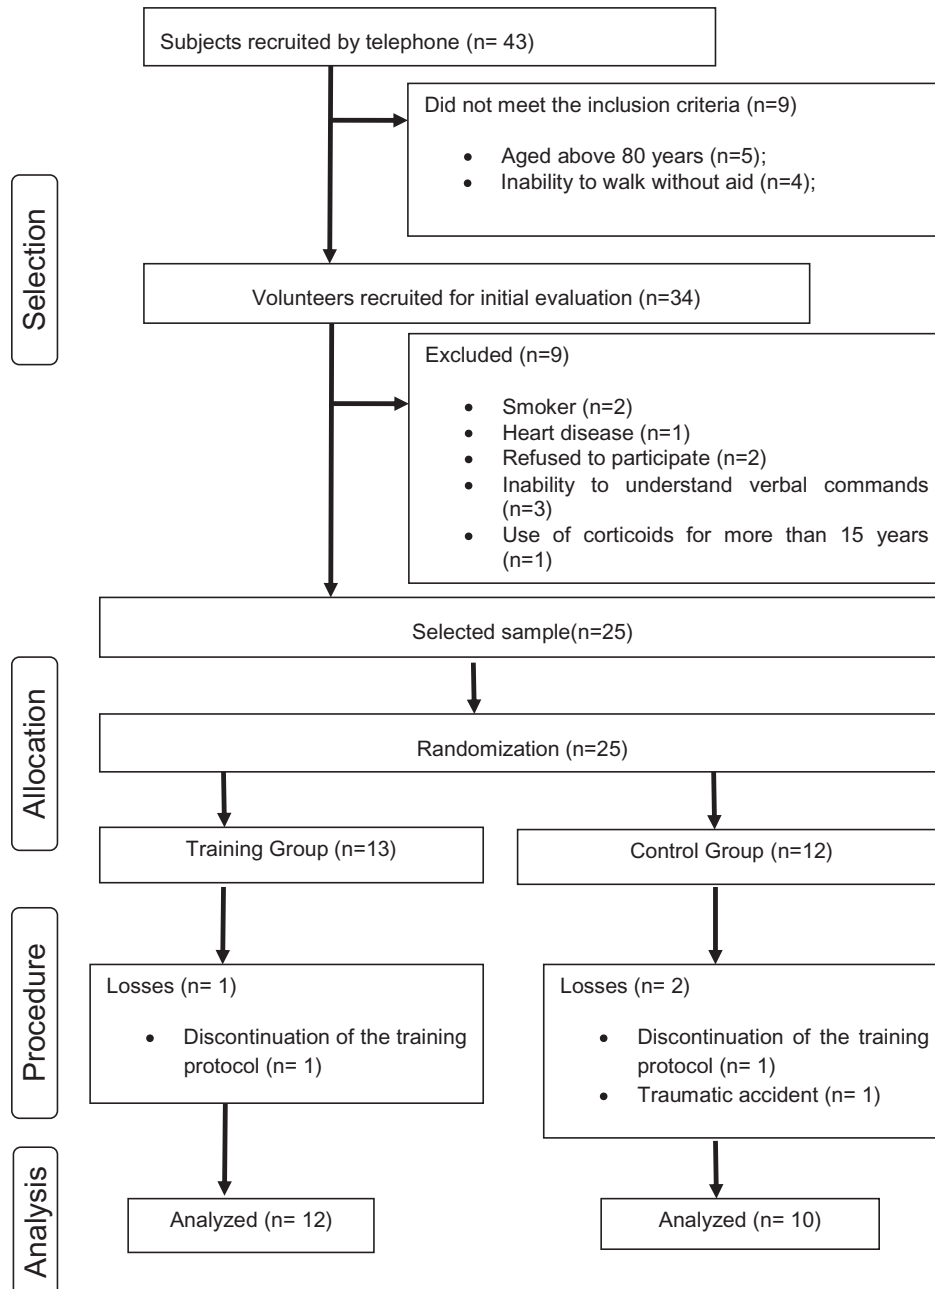 Subjects recruited by telephone (n= 43)
Did not meet the inclusion criteria (n=9)
• Aged above 80 years (n=5);
• Inability to walk without aid (n=4);
Selection
Volunteers recruited for initial evaluation (n=34)
Excluded (n=9)
• Smoker (n=2)
• Heart disease (n=1)
• Refused to participate (n=2)
• Inability to understand verbal commands
(n=3)
• Use of corticoids for more than 15 years
(n=1)
Selected sample(n=25)
Allocation
Randomization (n=25)
Training Group (n=13)
Control Group (n=12)
Procedure
Losses (n= 1)
• Discontinuation of the training
protocol (n= 1)
Losses (n= 2)
• Discontinuation of the training
protocol (n= 1)
• Traumatic accident (n= 1)
Analysis
Analyzed (n= 12)
Analyzed (n= 10)